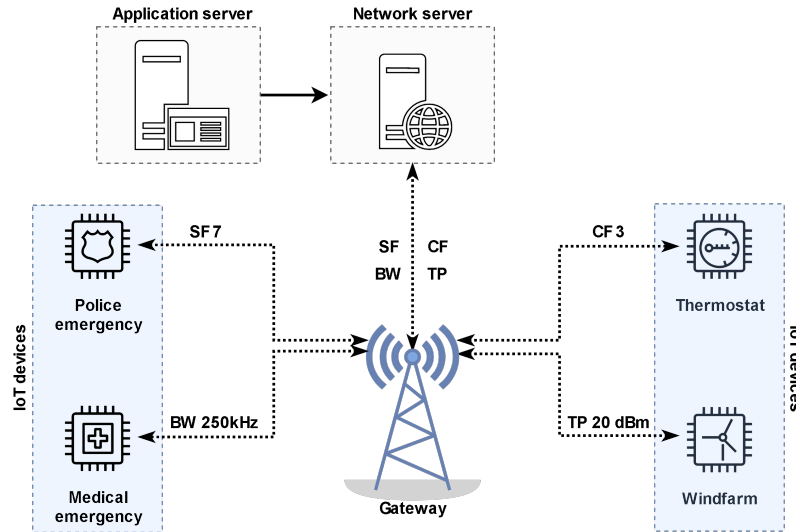 Application server
Network server
SF 7
SF
CF
BW
TP
CF 3
Police
emergency
Thermostat
IoT devices
IoT devices
BW 250kHz
TP 20 dBm
Medical
emergency
Gateway
Windfarm